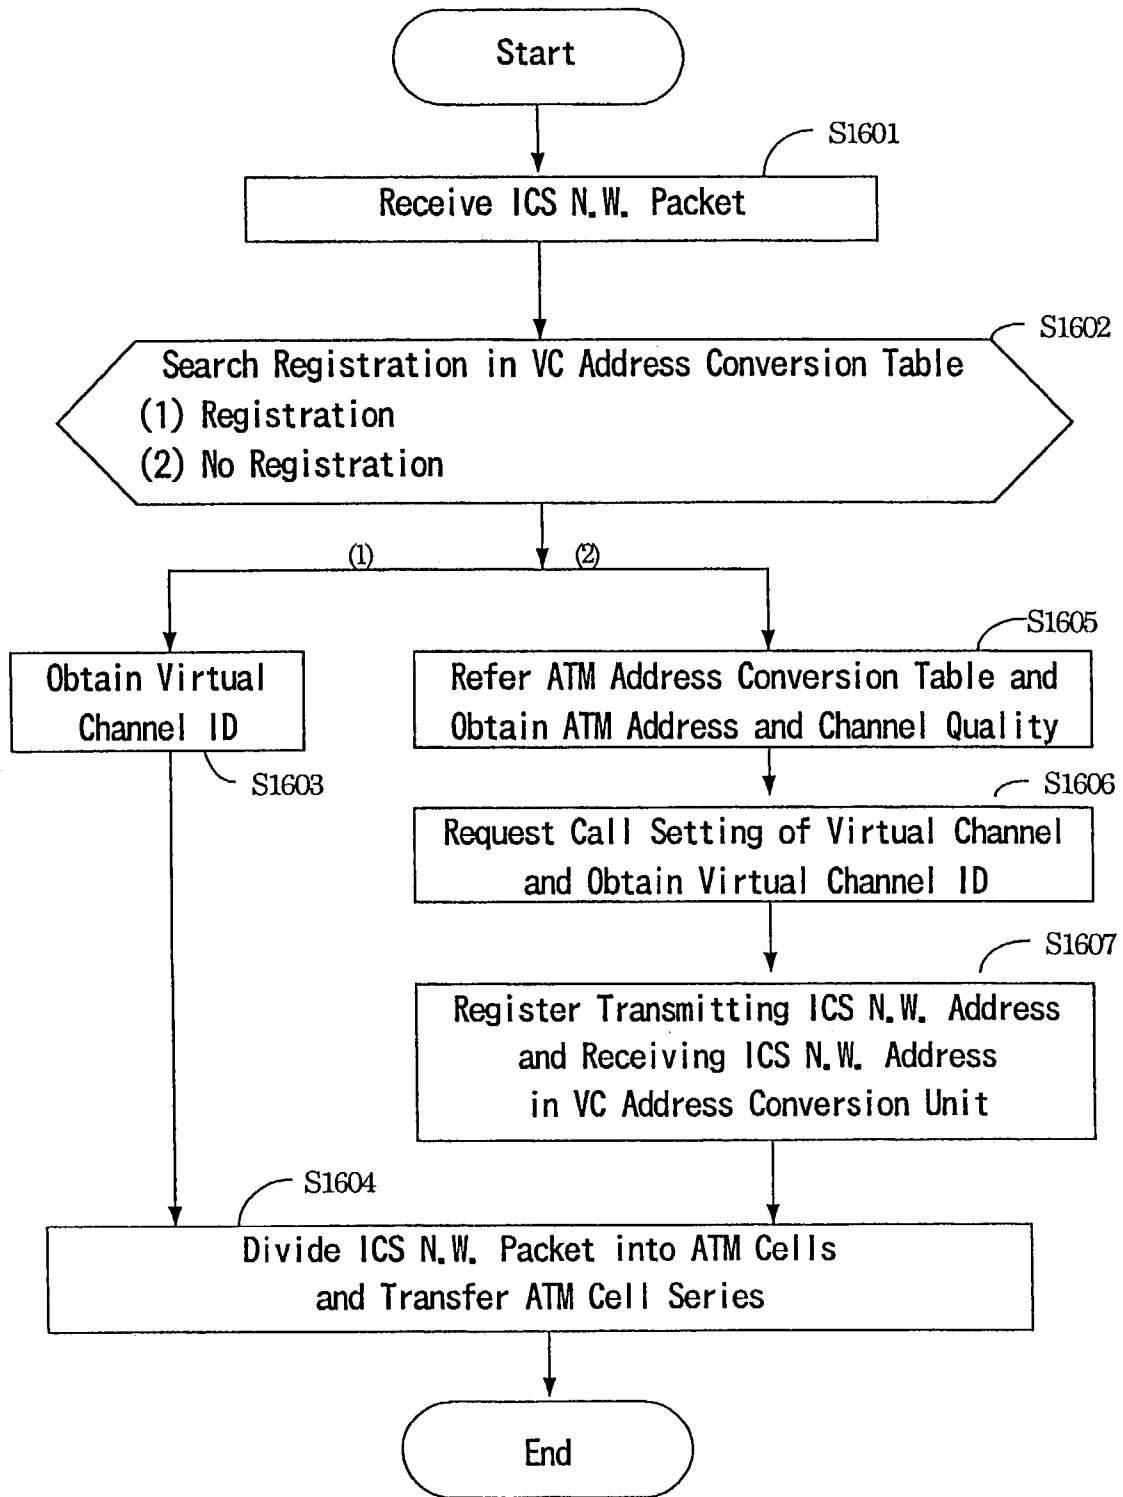 Start
S1601
Receive ICS N.W. Packet
S1602
Search Registration in VC Address Conversion Table
(1) Registration
(2) No Registration
(1)
(2)
S1605
Obtain Virtual
Channel ID
S1603
Refer ATM Address Conversion Table and
Obtain ATM Address and Channel Quality
S1606
Request Call Setting of Virtual Channel
and Obtain Virtual Channel ID
S1607
Register Transmitting ICS N.W. Address
and Receiving ICS N.W. Address
in VC Address Conversion Unit
S1604
Divide ICS N.W. Packet into ATM Cells
and Transfer ATM Cell Series
End